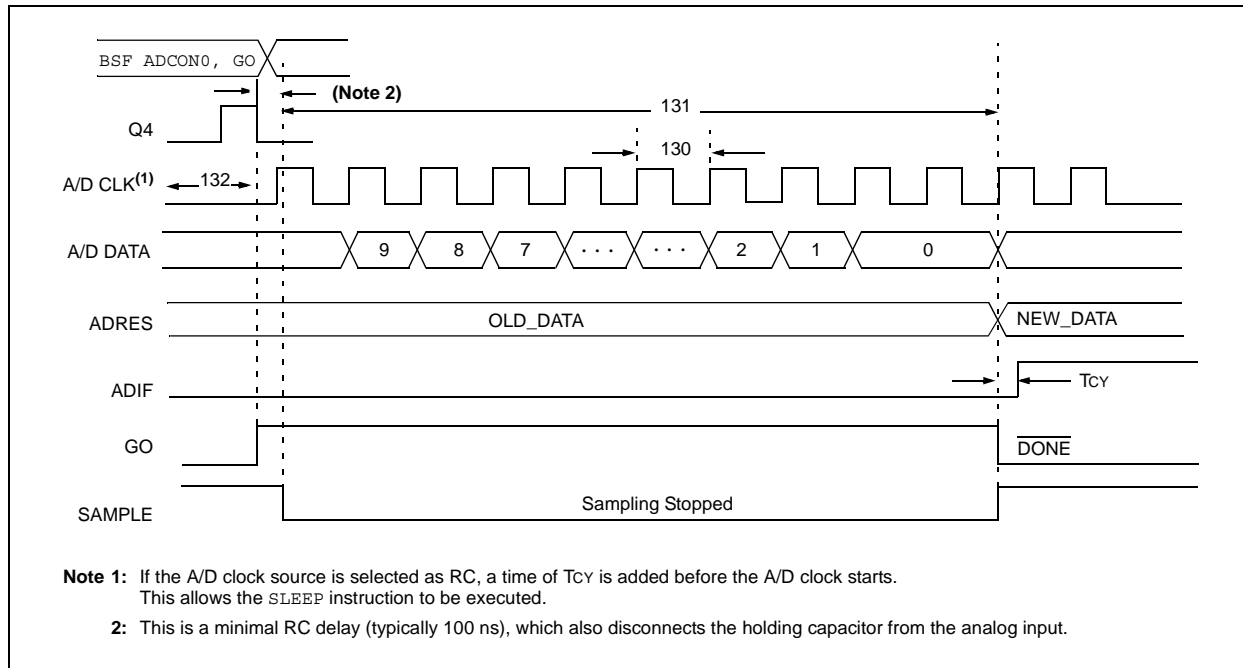 BSF ADCON0, GO
(Note 2)
131
Q4
130
A/D CLK(1)
132
A/D DATA
9 8 7 · · · · · · 2 1 0
ADRES
OLD_DATA
NEW_DATA
ADIF
TCY
GO
DONE
SAMPLE
Sampling Stopped
Note 1: If the A/D clock source is selected as RC, a time of TCY is added before the A/D clock starts.
This allows the SLEEP instruction to be executed.
2: This is a minimal RC delay (typically 100 ns), which also disconnects the holding capacitor from the analog input.